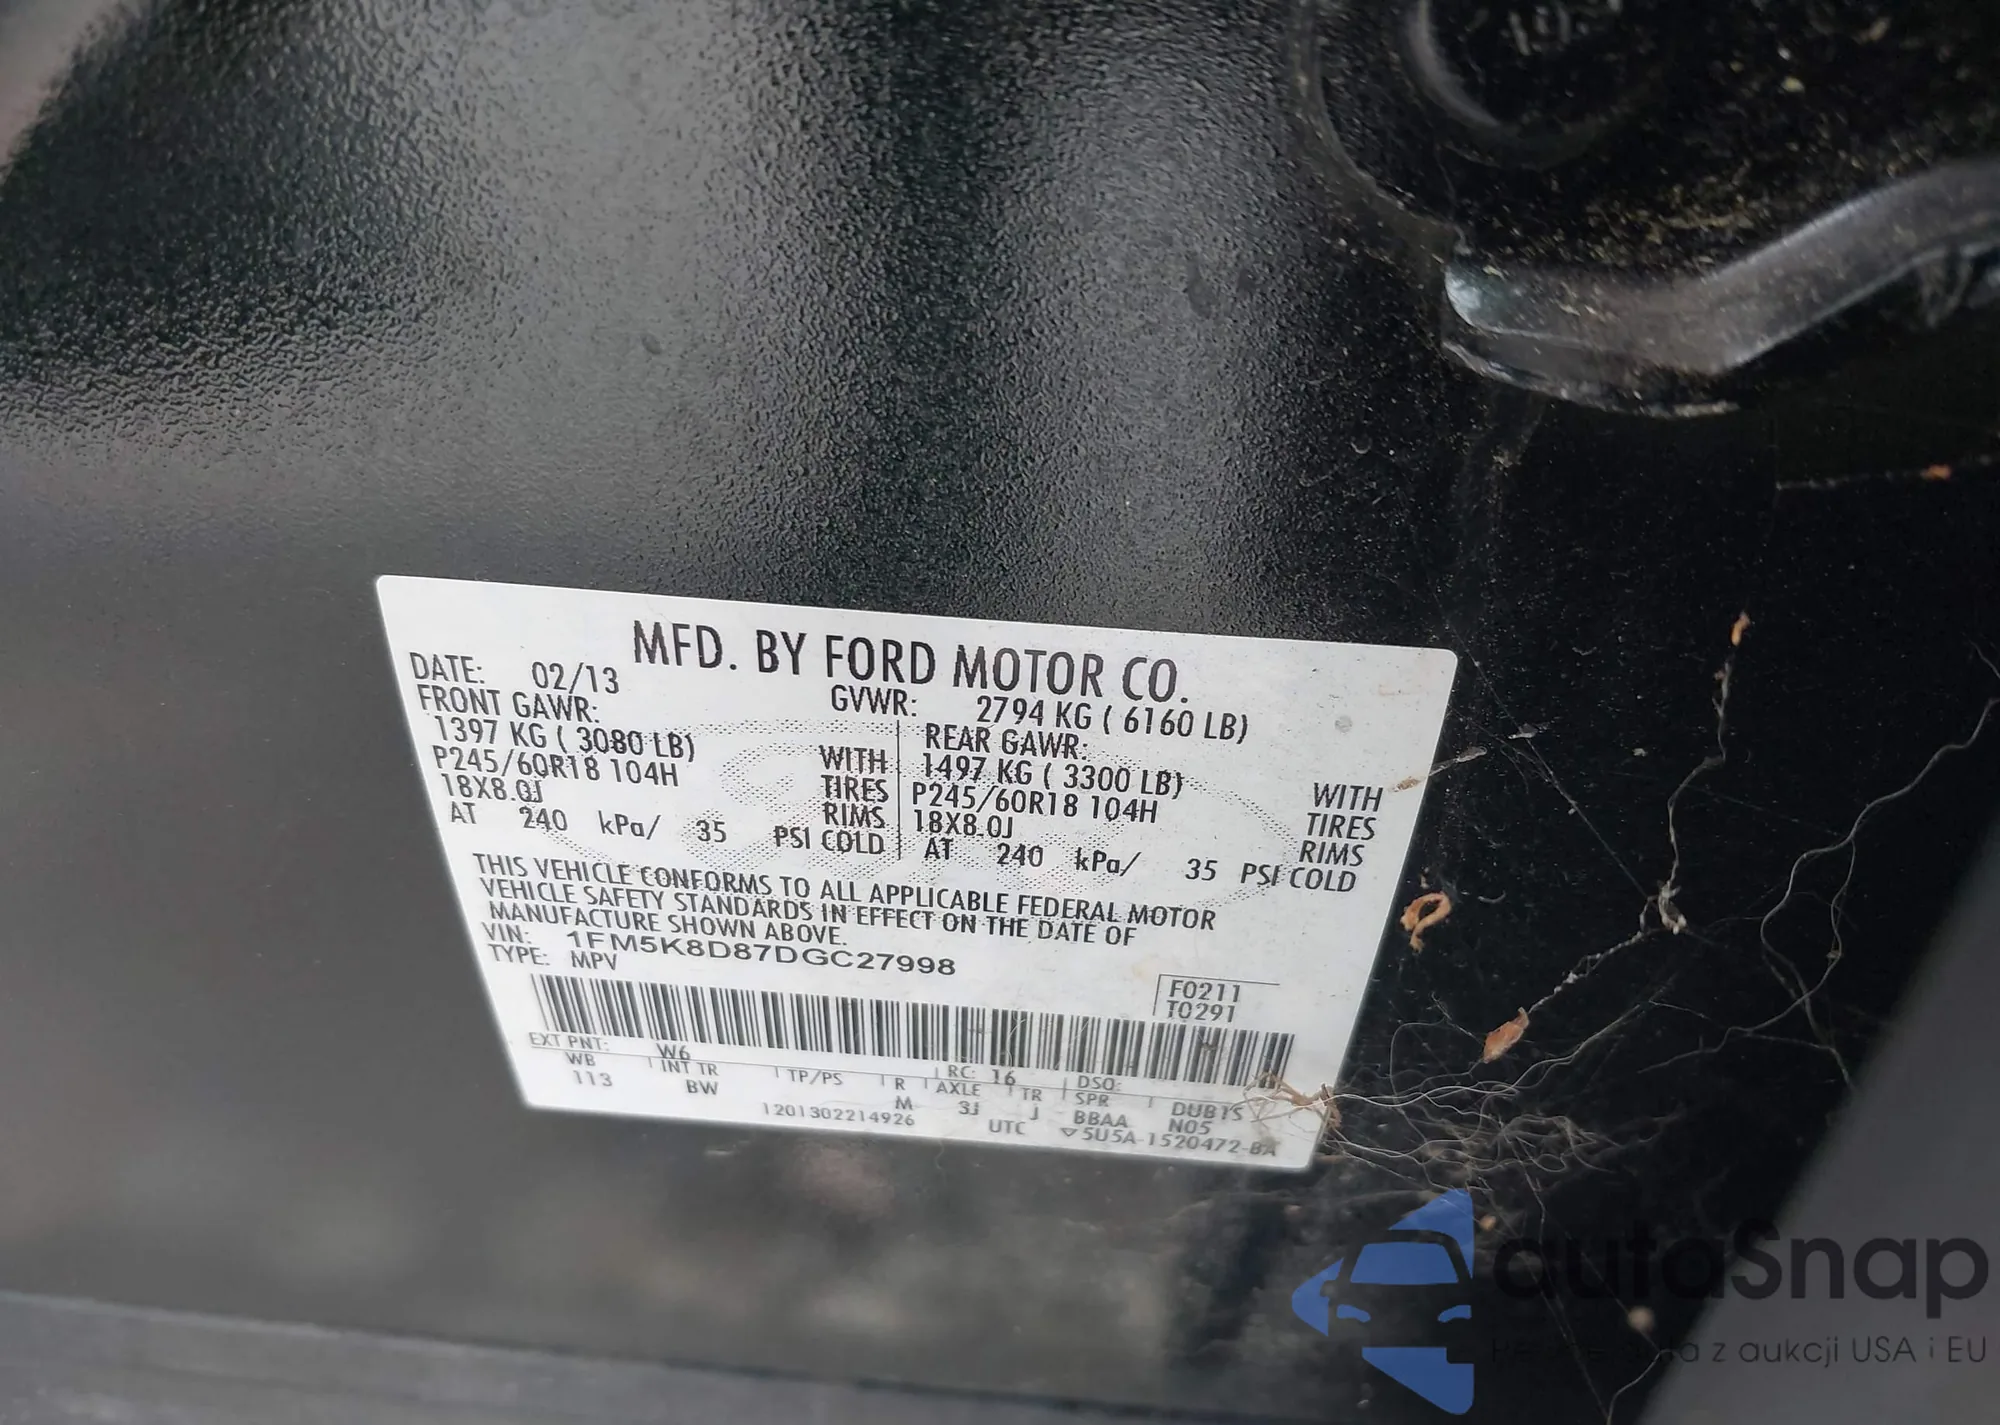 MFD. BY FORD MOTOR CO.
DATE: 02/13 GVWR: 2794 KG ( 6160 LB)
FRONT GAWR: REAR GAWR:
1397 KG ( 3080 LB) WITH 1497 KG ( 3300 LB) WITH
P245/60R18 104H TIRES P245/60R18 104H TIRES
18X8.0J RIMS 18X8.0J RIMS
AT 240 kPa/ 35 PSI COLD AT 240 kPa/ 35 PSI COLD
THIS VEHICLE CONFORMS TO ALL APPLICABLE FEDERAL MOTOR
VEHICLE SAFETY STANDARDS IN EFFECT ON THE DATE OF
MANUFACTURE SHOWN ABOVE.
VIN: 1FM5K8D87DGC27998
TYPE: MPV
F0211
T0291
EXT PNT: W6 RC: 16 DSO:
WB INT TR TP/PS R AXLE TR SPR
113 BW M 3J J BBAA N05
1201302214926 UTC ▽5U5A-1520472-BA
autoSnap
z aukcji USA i EU